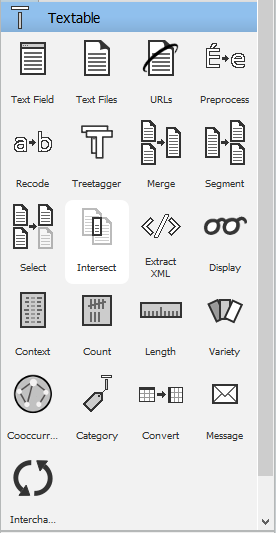 Textable
Text Field Text Files URLs Preprocess
Recode Treetagger Merge Segment
Select Intersect Extract XML Display
Context Count Length Variety
Cooccurr... Category Convert Message
Intercha...